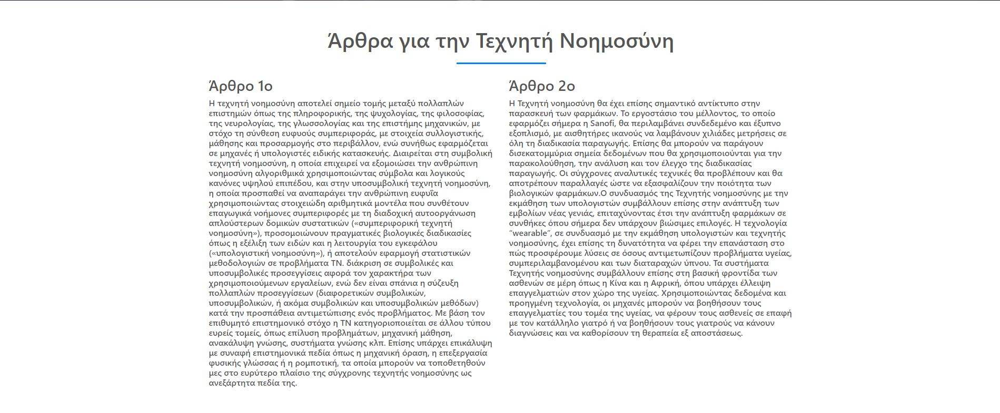 Άρθρα για την Τεχνητή Νοημοσύνη
Άρθρο 1ο
Η τεχνητή νοημοσύνη αποτελεί σημείο τομής μεταξύ πολλαπλών
επιστημών όπως της πληροφορικής, της ψυχολογίας, της φιλοσοφίας,
της νευρολογίας, της γλωσσολογίας και της επιστήμης μηχανικών, με
στόχο τη σύνθεση ευφυούς συμπεριφοράς, με στοιχεία συλλογιστικής,
μάθησης και προσαρμογής στο περιβάλλον, ενώ συνήθως εφαρμόζεται
σε μηχανές ή υπολογιστές ειδικής κατασκευής. Διαιρείται στη συμβολική
τεχνητή νοημοσύνη, η οποία επιχειρεί να εξομοιώσει την ανθρώπινη
νοημοσύνη αλγοριθμικά χρησιμοποιώντας σύμβολα και λογικούς
κανόνες υψηλού επιπέδου, και στην υποσυμβολική τεχνητή νοημοσύνη,
η οποία προσπαθεί να αναπαράγει την ανθρώπινη ευφυΐα
χρησιμοποιώντας στοιχειώδη αριθμητικά μοντέλα που συνθέτουν
επαγωγικά νοήμονες συμπεριφορές με τη διαδοχική αυτοοργάνωση
απλούστερων δομικών συστατικών («συμπεριφορική τεχνητή
νοημοσύνη»), προσομοιώνουν πραγματικές βιολογικές διαδικασίες
όπως η εξέλιξη των ειδών και η λειτουργία του εγκεφάλου
(«υπολογιστική νοημοσύνη»), ή αποτελούν εφαρμογή στατιστικών
μεθοδολογιών σε προβλήματα ΤΝ. διάκριση σε συμβολικές και
υποσυμβολικές προσεγγίσεις αφορά τον χαρακτήρα των
χρησιμοποιούμενων εργαλείων, ενώ δεν είναι σπάνια η σύζευξη
πολλαπλών προσεγγίσεων (διαφορετικών συμβολικών,
υποσυμβολικών, ή ακόμα συμβολικών και υποσυμβολικών μεθόδων)
κατά την προσπάθεια αντιμετώπισης ενός προβλήματος. Με βάση τον
επιθυμητό επιστημονικό στόχο η ΤΝ κατηγοριοποιείται σε άλλου τύπου
ευρείς τομείς, όπως επίλυση προβλημάτων, μηχανική μάθηση,
ανακάλυψη γνώσης, συστήματα γνώσης κλπ. Επίσης υπάρχει επικάλυψη
με συναφή επιστημονικά πεδία όπως η μηχανική όραση, η επεξεργασία
φυσικής γλώσσας ή η ρομποτική, τα οποία μπορούν να τοποθετηθούν
μες στο ευρύτερο πλαίσιο της σύγχρονης τεχνητής νοημοσύνης ως
ανεξάρτητα πεδία της.
Άρθρο 2ο
Η Τεχνητή νοημοσύνη θα έχει επίσης σημαντικό αντίκτυπο στην
παρασκευή των φαρμάκων. Το εργοστάσιο του μέλλοντος, το οποίο
εφαρμόζει σήμερα η Sanofi, θα περιλαμβάνει συνδεδεμένο και έξυπνο
εξοπλισμό, με αισθητήρες ικανούς να λαμβάνουν χιλιάδες μετρήσεις σε
όλη τη διαδικασία παραγωγής. Επίσης θα μπορούν να παράγουν
δισεκατομμύρια σημεία δεδομένων που θα χρησιμοποιούνται για την
παρακολούθηση, την ανάλυση και τον έλεγχο της διαδικασίας
παραγωγής. Οι σύγχρονες αναλυτικές τεχνικές θα προβλέπουν και θα
αποτρέπουν παραλλαγές ώστε να εξασφαλίζουν την ποιότητα των
βιολογικών φαρμάκων.Ο συνδυασμός της Τεχνητής νοημοσύνης με την
εκμάθηση των υπολογιστών συμβάλλουν επίσης στην ανάπτυξη των
εμβολίων νέας γενιάς, επιταχύνοντας έτσι την ανάπτυξη φαρμάκων σε
συνθήκες όπου σήμερα δεν υπάρχουν βιώσιμες επιλογές. Η τεχνολογία
“wearable”, σε συνδυασμό με την εκμάθηση υπολογιστών και τεχνητής
νοημοσύνης, έχει επίσης τη δυνατότητα να φέρει την επανάσταση στο
πώς προσφέρουμε λύσεις σε όσους αντιμετωπίζουν προβλήματα υγείας,
συμπεριλαμβανομένου και των διαταραχών ύπνου. Τα συστήματα
Τεχνητής νοημοσύνης συμβάλλουν επίσης στη βασική φροντίδα των
ασθενών σε μέρη όπως η Κίνα και η Αφρική, όπου υπάρχει έλλειψη
επαγγελματιών στον χώρο της υγείας. Χρησιμοποιώντας δεδομένα και
προηγμένη τεχνολογία, οι μηχανές μπορούν να βοηθήσουν τους
επαγγελματίες του τομέα της υγείας, να φέρουν τους ασθενείς σε επαφή
με τον κατάλληλο γιατρό ή να βοηθήσουν τους γιατρούς να κάνουν
διαγνώσεις και να καθορίσουν τη θεραπεία εξ αποστάσεως.